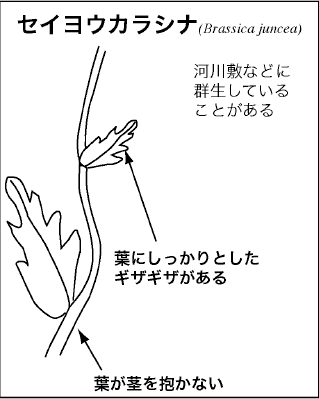 セイヨウカラシナ(Brassica juncea)
河川敷などに
群生している
ことがある
葉にしっかりとした
ギザギザがある
葉が茎を抱かない